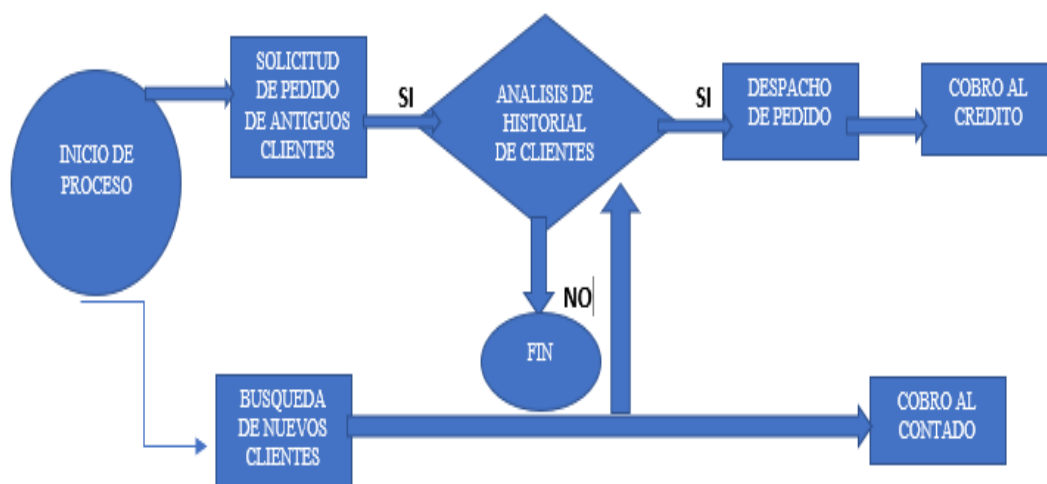 INICIO DE
PROCESO
SOLICITUD
DE PEDIDO
DE ANTIGUOS
CLIENTES
SI
ANALISIS DE
HISTORIAL
DE CLIENTES
SI
DESPACHO
DE PEDIDO
COBRO AL
CREDITO
NO
FIN
BUSQUEDA
DE NUEVOS
CLIENTES
COBRO AL
CONTADO